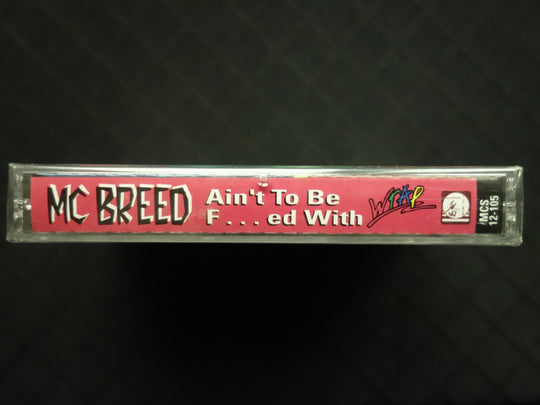 MC BREED
Ain't To Be
F...ed With
Wrap
MCS
12-105